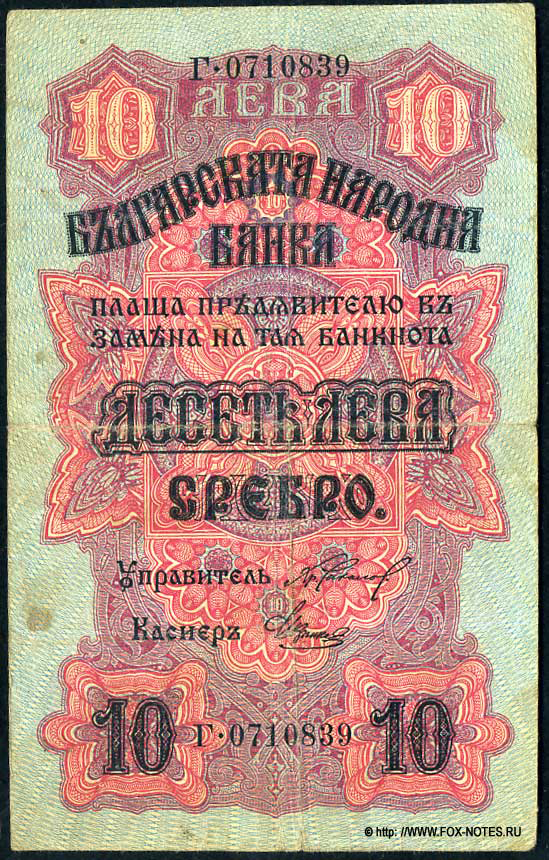 Г·0710839
10 ЛЕВА 10
БЪЛГАРСКАТА НАРОДНА
БАНКА
ПЛАЩА ПРѢДѪВИТЕЛЮ ВЪ
ЗАМѢНА НА ТАЯ БАНКНОТА
ДЕСЕТЬ ЛЕВА
СРЕБРО.
Управитель
Касиеръ
10 Г·0710839 10
© http: //WWW.FOX-NOTES.RU